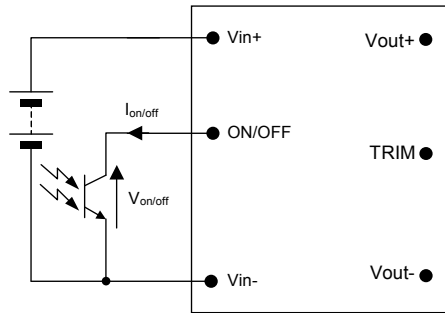 Vin+
Vout+
Ion/off
ON/OFF
TRIM
Von/off
Vin-
Vout-